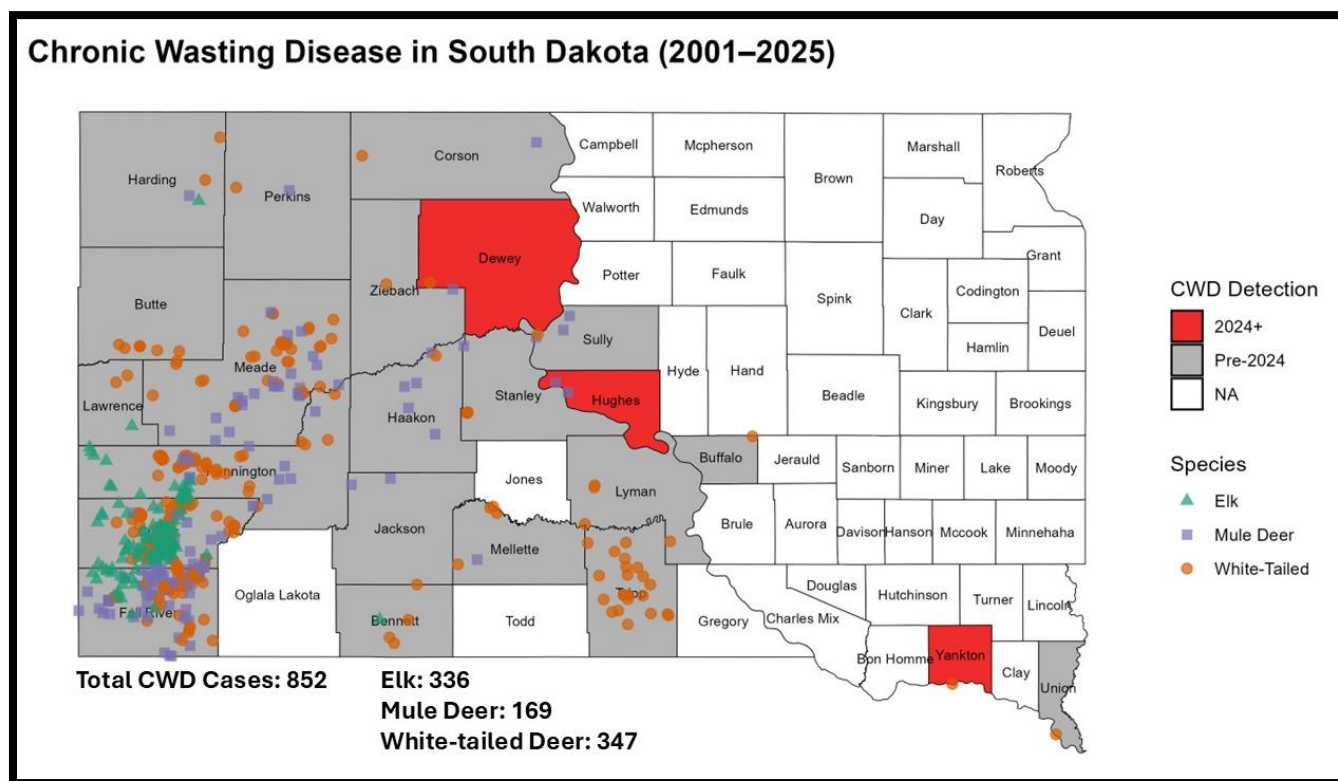 Chronic Wasting Disease in South Dakota (2001–2025)
Campbell
Mcpherson
Marshall
Roberts
Corson
Harding
Perkins
Brown
Walworth
Edmunds
Day
Dewey
Grant
Potter
Faulk
Ziebach
Codington
Butte
Spink
Clark
Deuel
Sully
Hamlin
Meade
Hyde
Hand
Stanley
Beadle
Lawrence
Hughes
Kingsbury
Brookings
Haakon
Buffalo
Jerauld
Sanborn
Miner
Lake
Moody
Pennington
Jones
Lyman
Jackson
Brule
Aurora
Davison
Hanson
Mccook
Minnehaha
Mellette
Oglala Lakota
Tripp
Douglas
Hutchinson
Turner
Lincoln
Fall River
Bennett
Todd
Gregory
Charles Mix
Bon Homme
Yankton
Clay
Union
CWD Detection
2024+
Pre-2024
NA
Species
Elk
Mule Deer
White-Tailed
Total CWD Cases: 852
Elk: 336
Mule Deer: 169
White-tailed Deer: 347